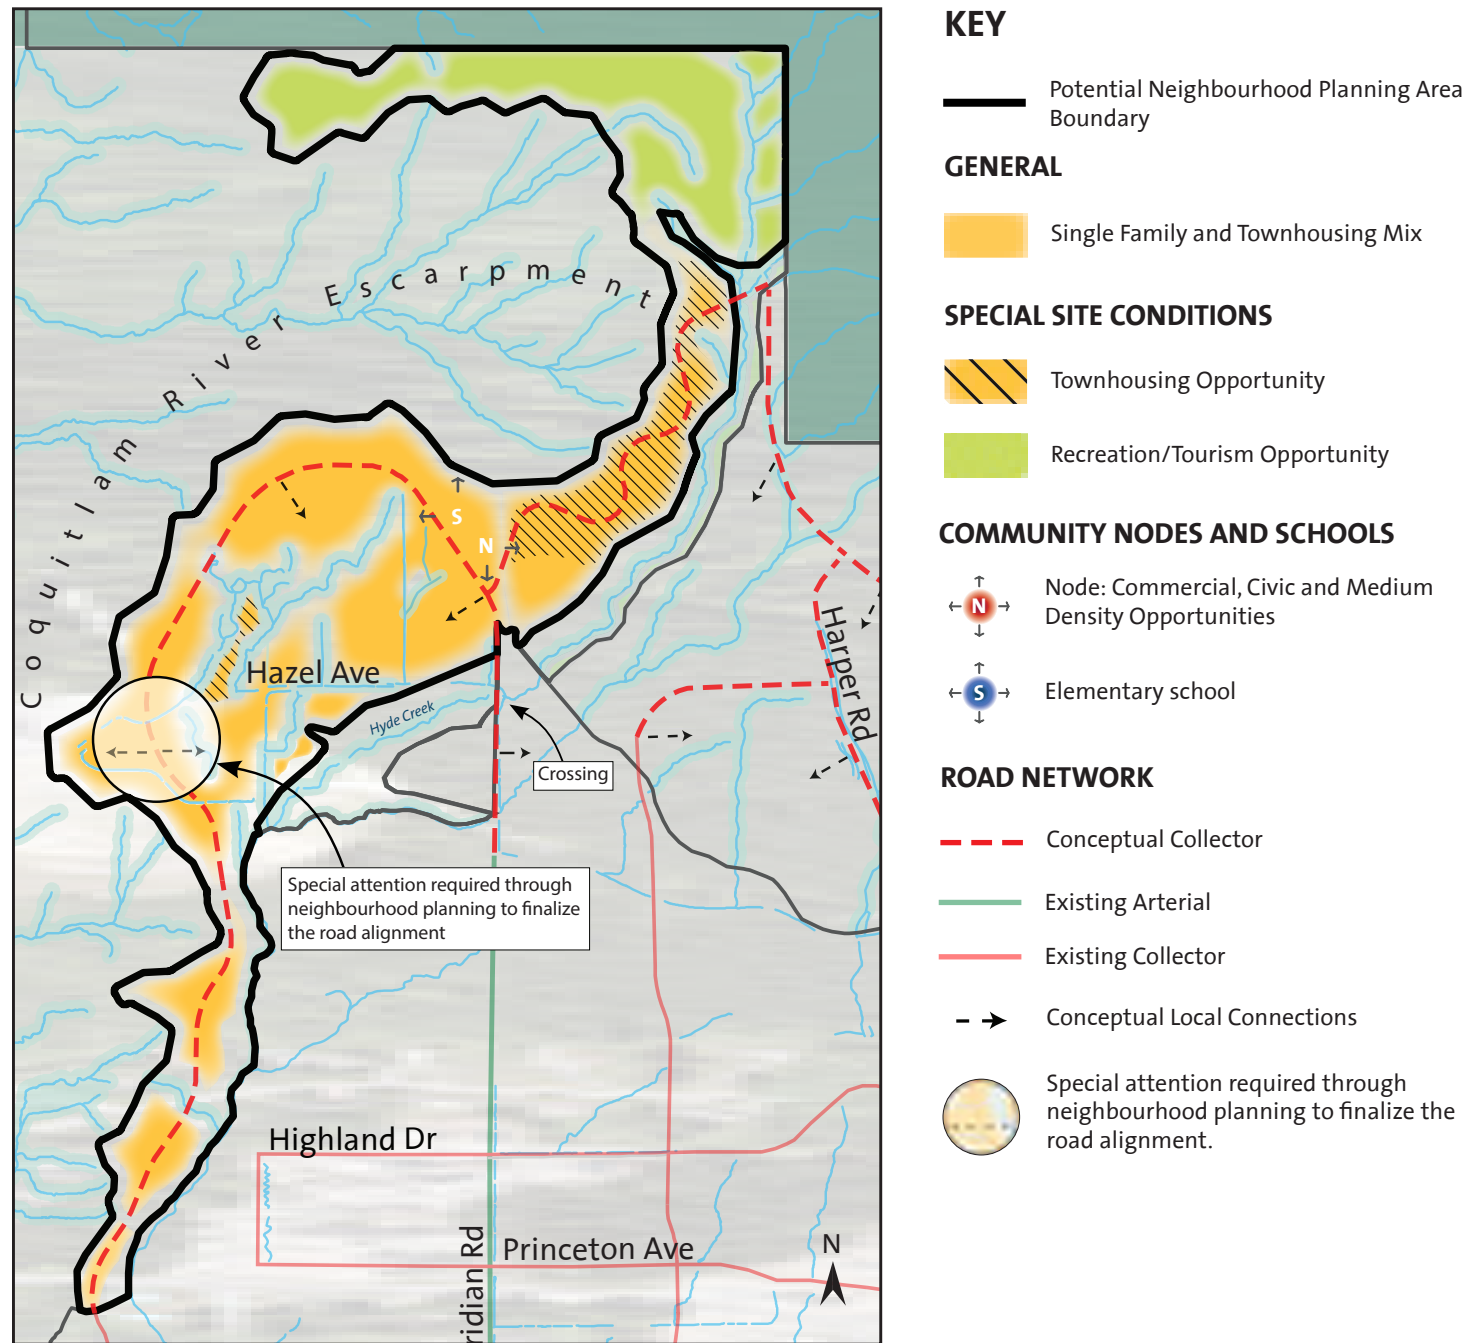 Coquitlam River Escarpment
S
N
Hazel Ave
Hyde Creek
Harper Rd
Crossing
Special attention required through
neighbourhood planning to finalize
the road alignment
Highland Dr
Princeton Ave
ridian Rd
N
KEY
Potential Neighbourhood Planning Area
Boundary
GENERAL
Single Family and Townhousing Mix
SPECIAL SITE CONDITIONS
Townhousing Opportunity
Recreation/Tourism Opportunity
COMMUNITY NODES AND SCHOOLS
N
Node: Commercial, Civic and Medium
Density Opportunities
S
Elementary school
ROAD NETWORK
Conceptual Collector
Existing Arterial
Existing Collector
Conceptual Local Connections
Special attention required through
neighbourhood planning to finalize the
road alignment.